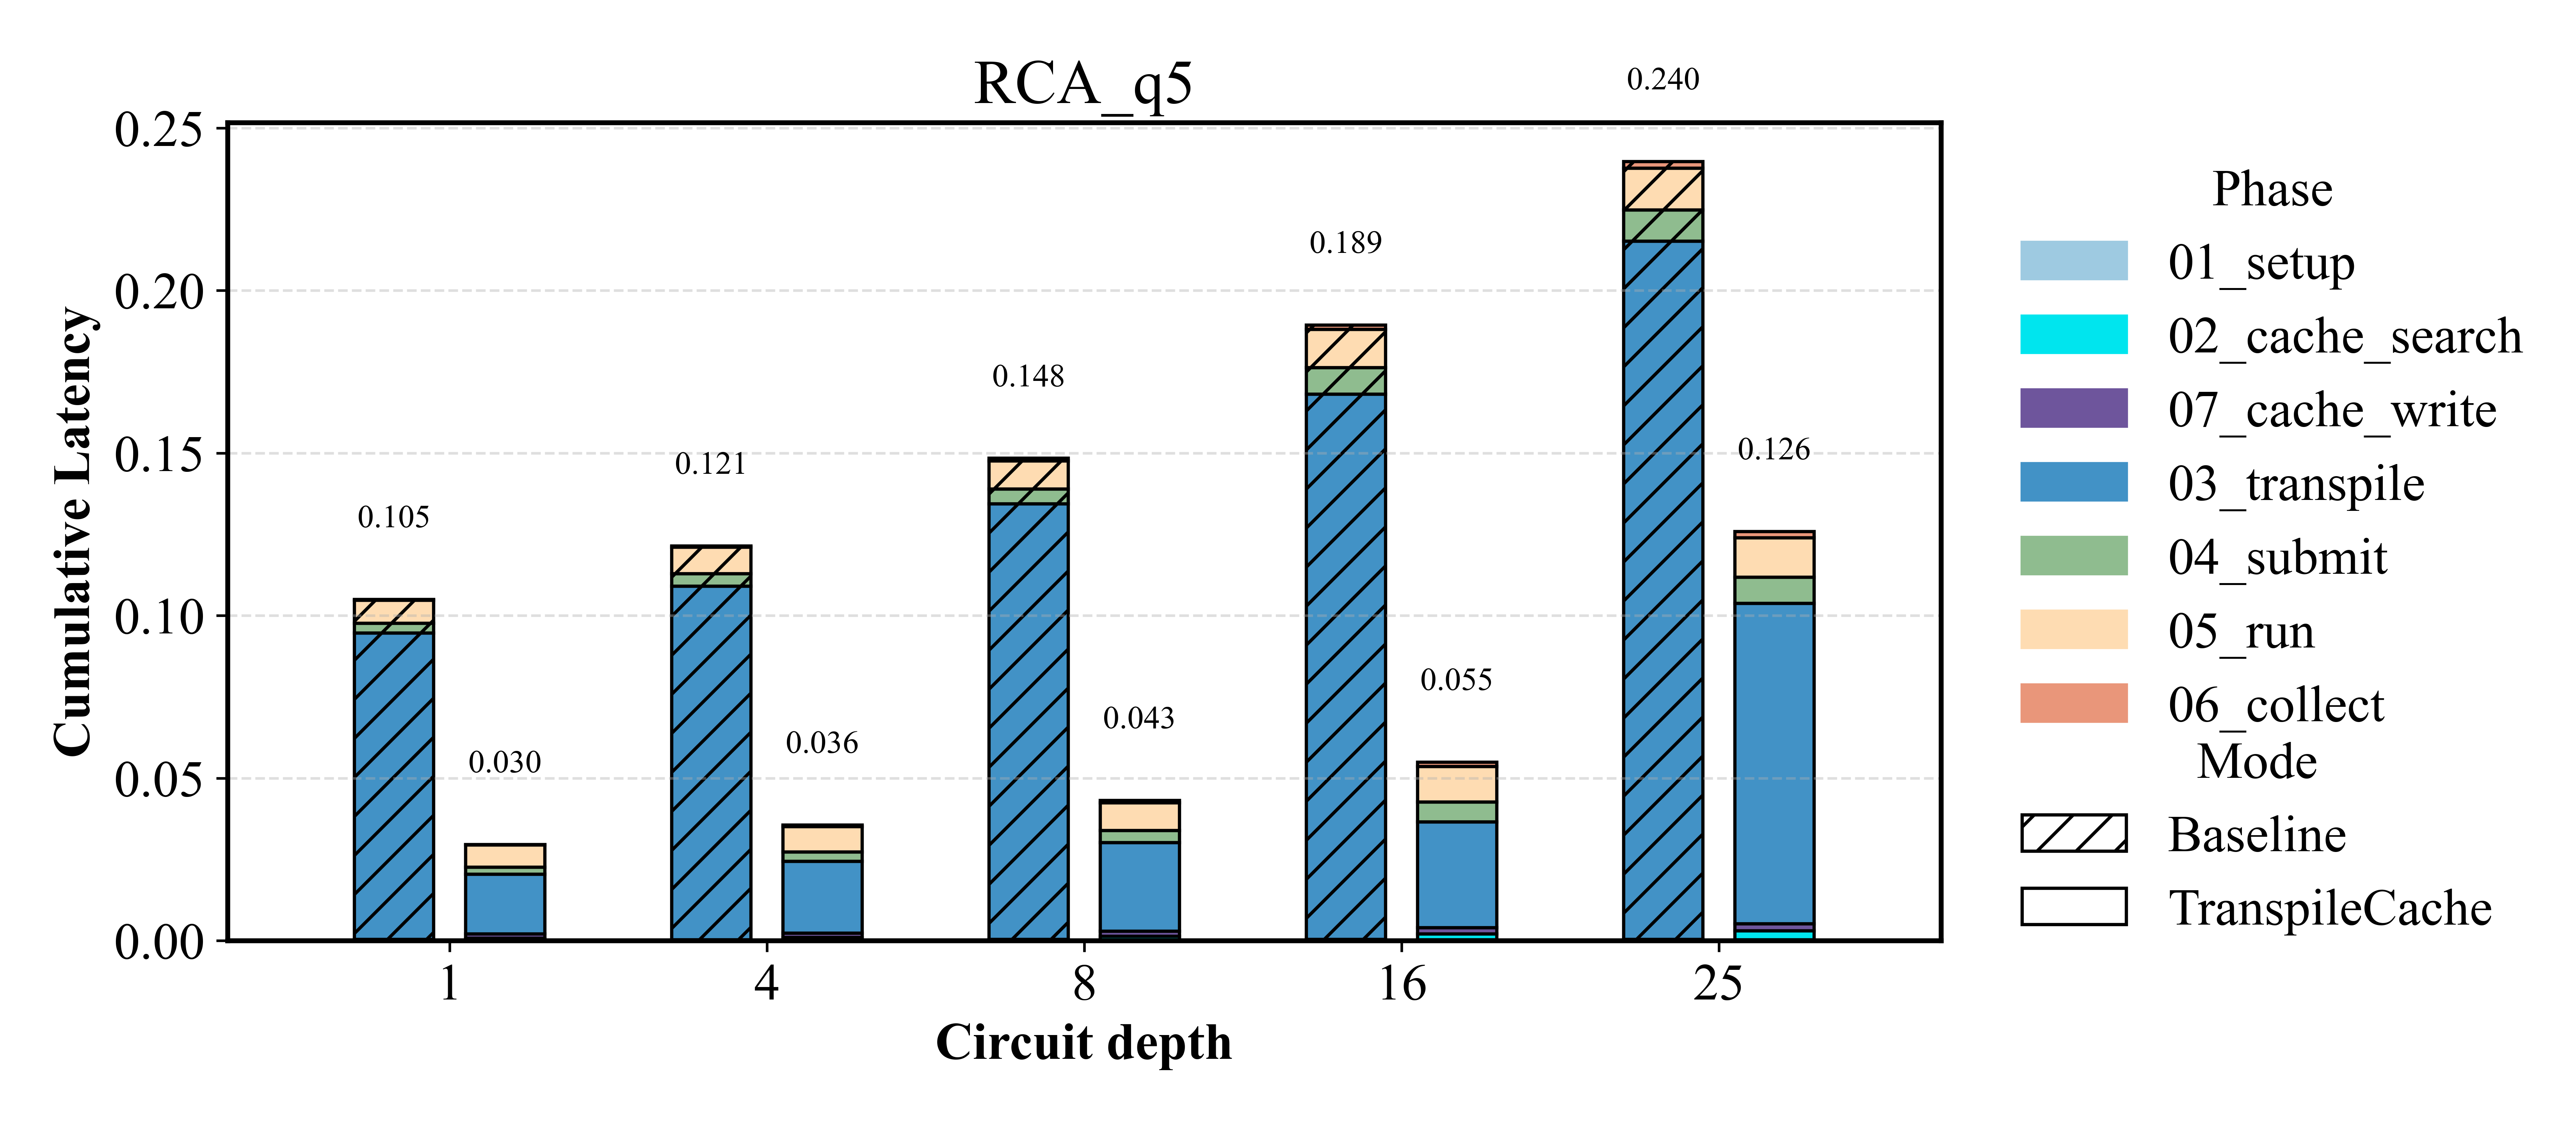 RCA_q5
Cumulative Latency
0.25
0.20
0.15
0.10
0.05
0.00
0.105
0.030
0.121
0.036
0.148
0.043
0.189
0.055
0.240
0.126
1
4
8
16
25
Circuit depth
Phase
01_setup
02_cache_search
07_cache_write
03_transpile
04_submit
05_run
06_collect
Mode
Baseline
TranspileCache